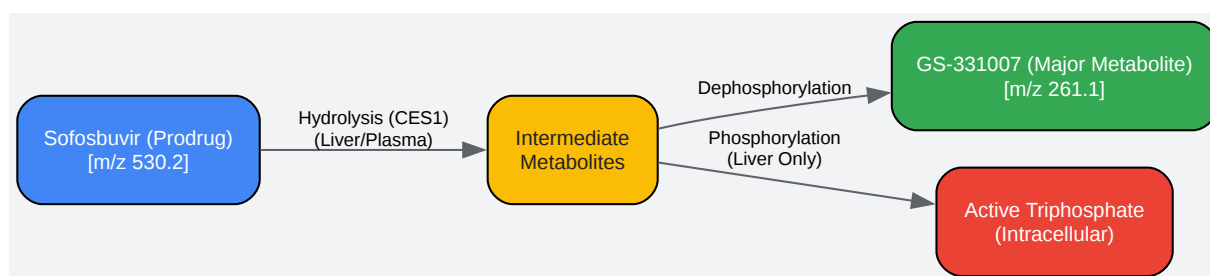 Sofosbuvir (Prodrug)
[m/z 530.2]
Hydrolysis (CES1)
(Liver/Plasma)
Intermediate
Metabolites
Dephosphorylation
Phosphorylation
(Liver Only)
GS-331007 (Major Metabolite)
[m/z 261.1]
Active Triphosphate
(Intracellular)